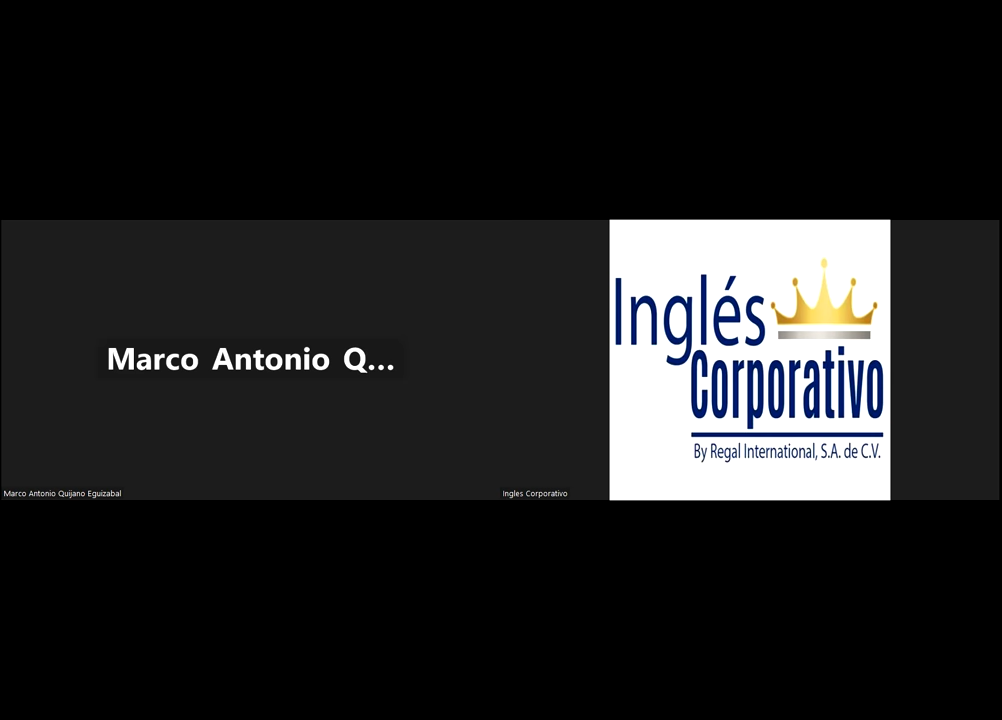 Marco Antonio Q...
Marco Antonio Quijano Eguizabal
Inglés
Corporativo
By Regal International, S.A. de C.V.
Ingles Corporativo